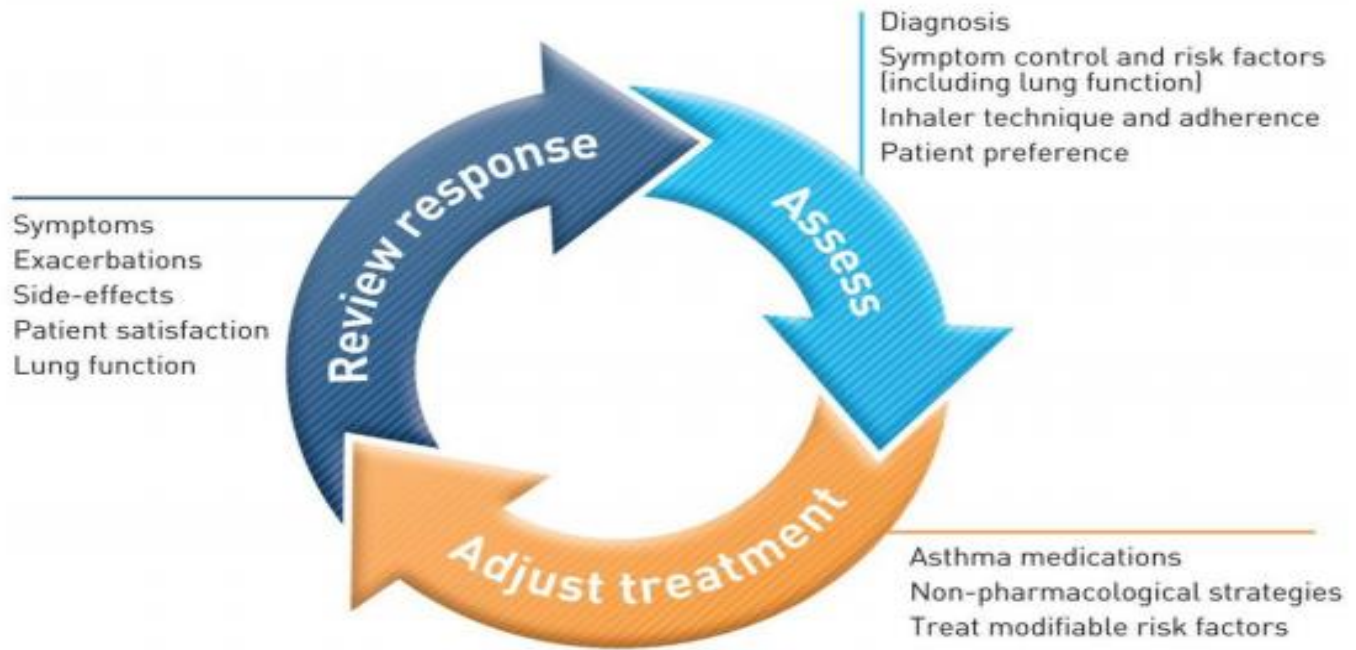 Diagnosis
Symptom control and risk factors
(including lung function)
Inhaler technique and adherence
Patient preference
Assess
Asthma medications
Non-pharmacological strategies
Treat modifiable risk factors
Adjust treatment
Symptoms
Exacerbations
Side-effects
Patient satisfaction
Lung function
Review response